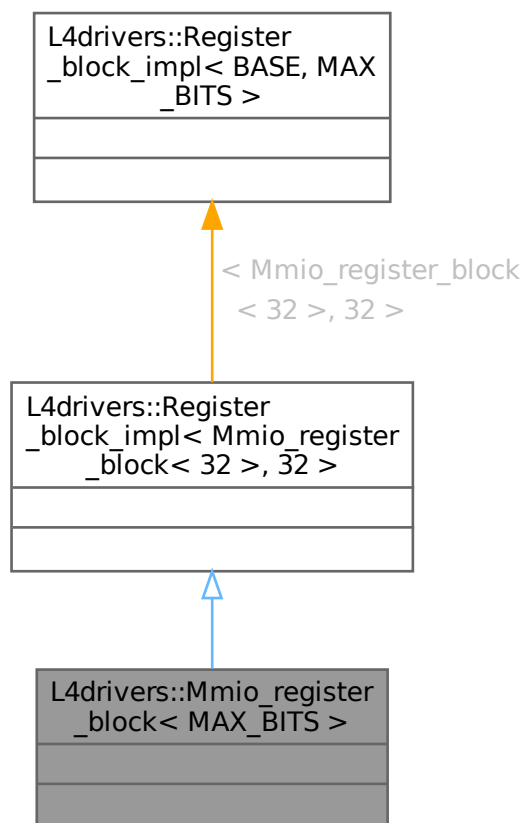 L4drivers::Register
_block_impl< BASE, MAX
_BITS >
< Mmio_register_block
< 32 >, 32 >
L4drivers::Register
_block_impl< Mmio_register
_block< 32 >, 32 >
L4drivers::Mmio_register
_block< MAX_BITS >